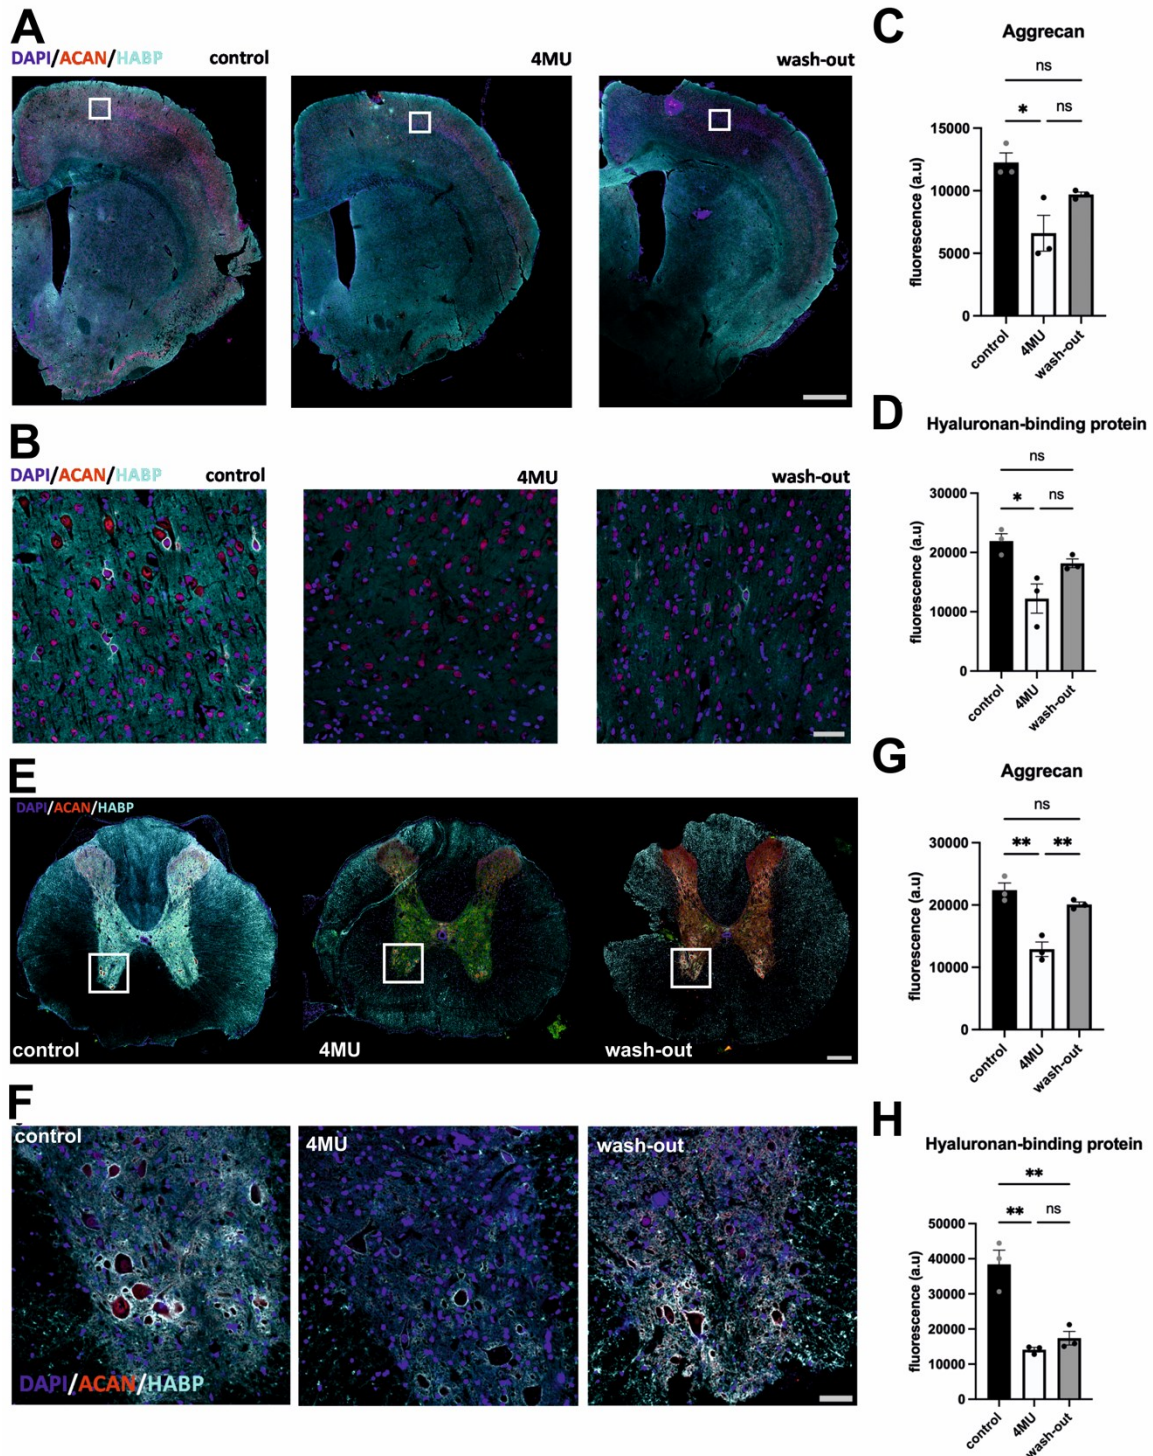 A
DAPI/ACAN/HABP control
4MU
wash-out
B
DAPI/ACAN/HABP control
4MU
wash-out
C
Aggrecan
ns
* ns
15000
10000
5000
0
fluorescence (a.u)
control
4MU
wash-out
D
Hyaluronan-binding protein
ns
* ns
30000
20000
10000
0
fluorescence (a.u)
control
4MU
wash-out
E
DAPI/ACAN/HABP
control
4MU
wash-out
F
control
4MU
wash-out
DAPI/ACAN/HABP
G
Aggrecan
ns
** **
30000
20000
10000
0
fluorescence (a.u)
control
4MU
wash-out
H
Hyaluronan-binding protein
**
** ns
50000
40000
30000
20000
10000
0
fluorescence (a.u)
control
4MU
wash-out